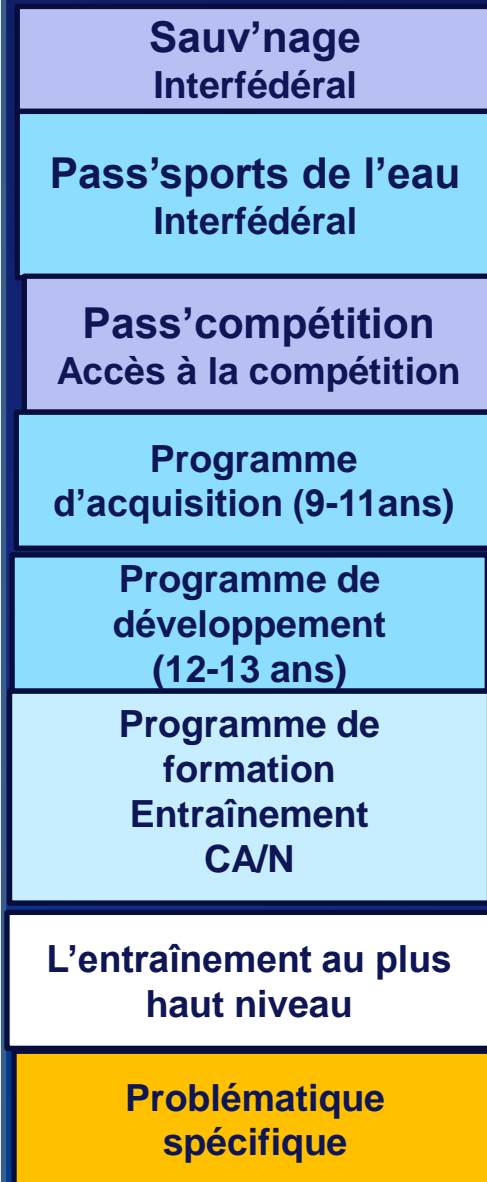 Sauv’nage
Interfédéral
Pass’sports de l’eau
Interfédéral
Pass’compétition
Accès à la compétition
Programme
d’acquisition (9-11ans)
Programme de
développement
(12-13 ans)
Programme de
formation
Entraînement
CA/N
L’entraînement au plus
haut niveau
Problématique
spécifique